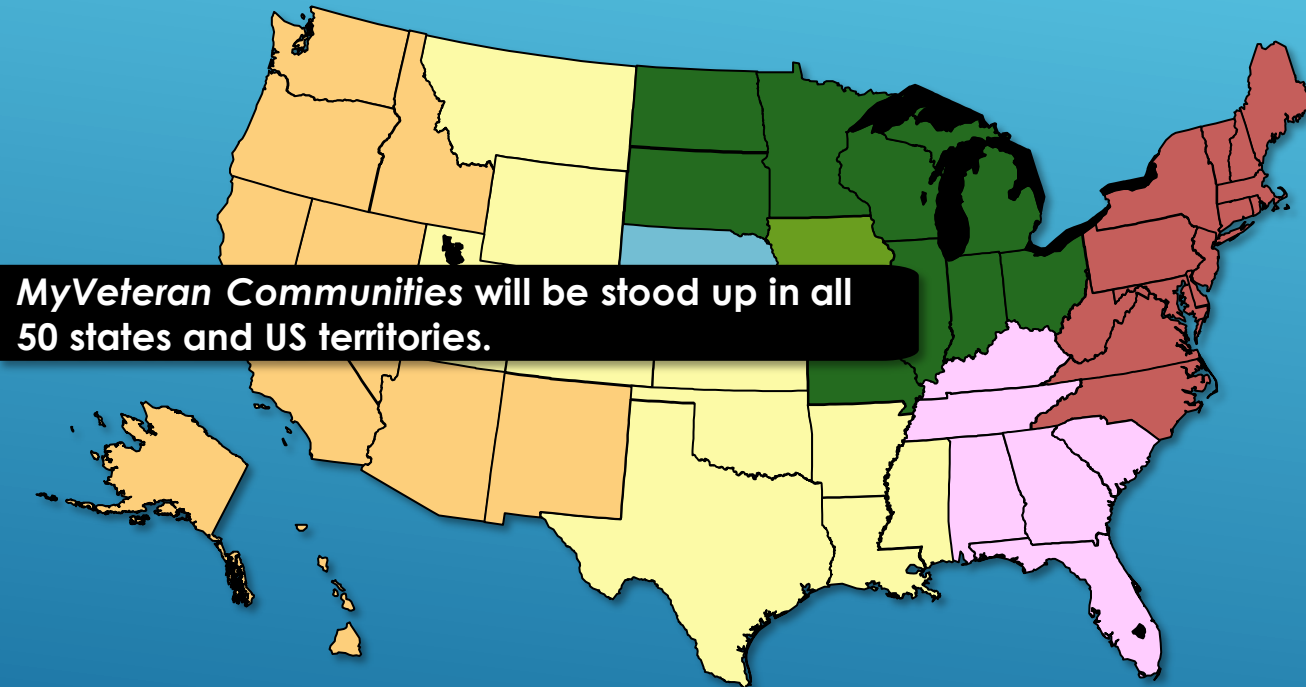 MyVeteran Communities will be stood up in all
50 states and US territories.